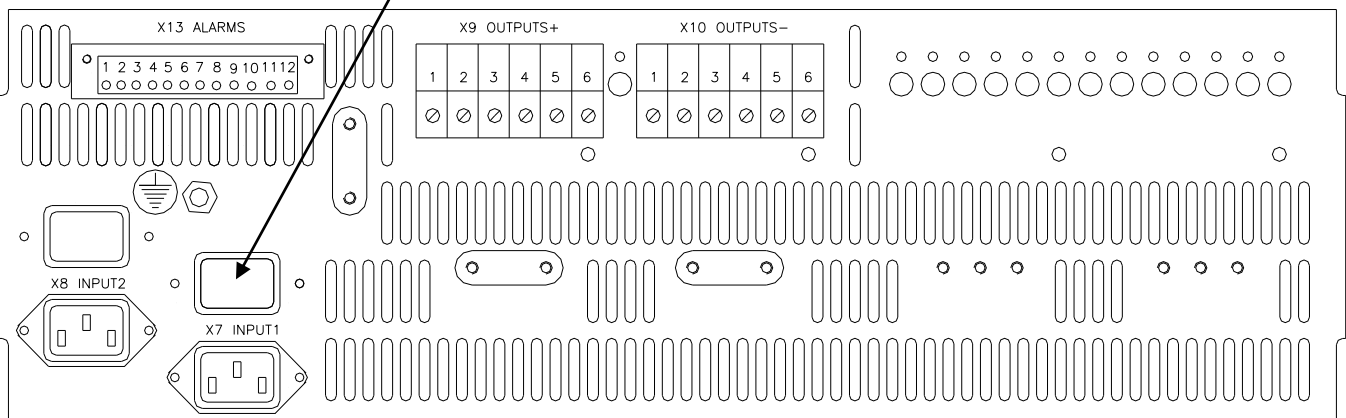 X13 ALARMS
1 2 3 4 5 6 7 8 9 10 11 12
X9 OUTPUTS+
1 2 3 4 5 6
X10 OUTPUTS-
1 2 3 4 5 6
X8 INPUT2
X7 INPUT1